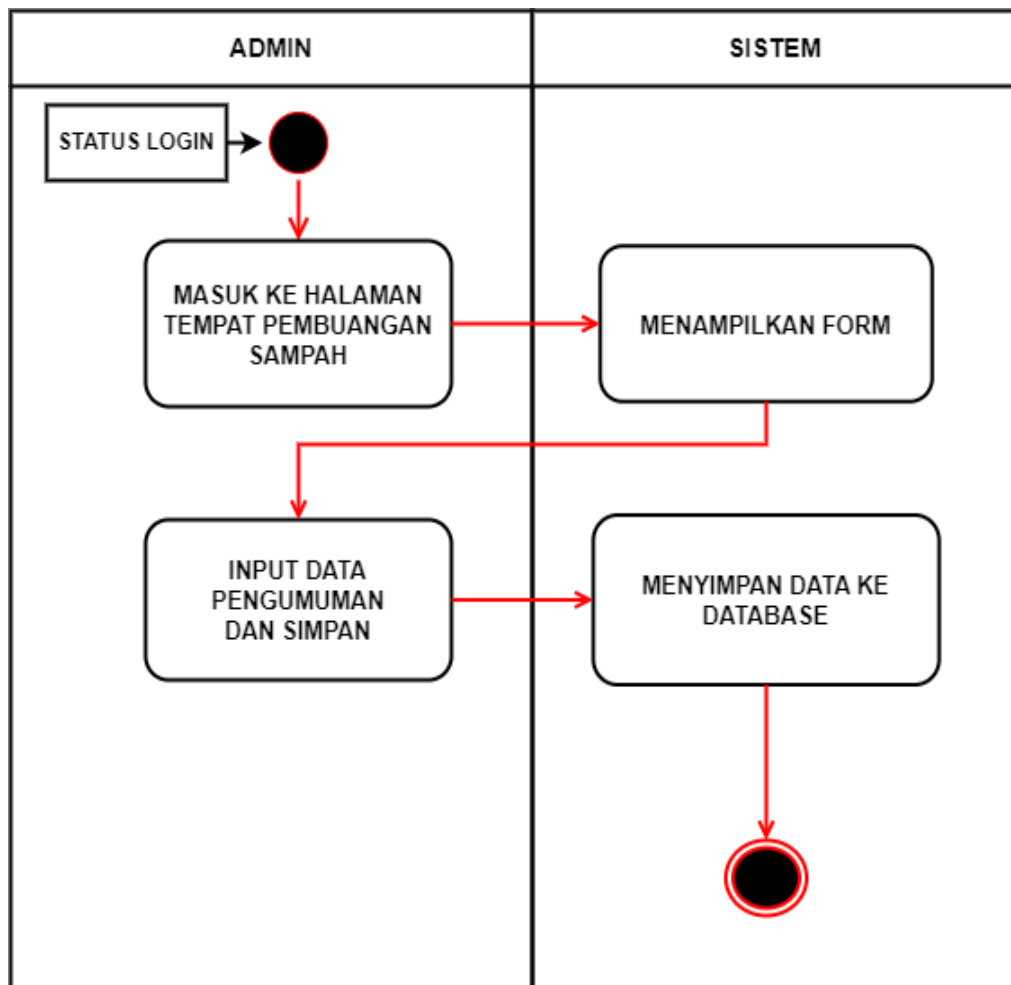 ADMIN
SISTEM
STATUS LOGIN
MASUK KE HALAMAN
TEMPAT PEMBUANGAN
SAMPAH
MENAMPILKAN FORM
INPUT DATA
PENGUMUMAN
DAN SIMPAN
MENYIMPAN DATA KE
DATABASE